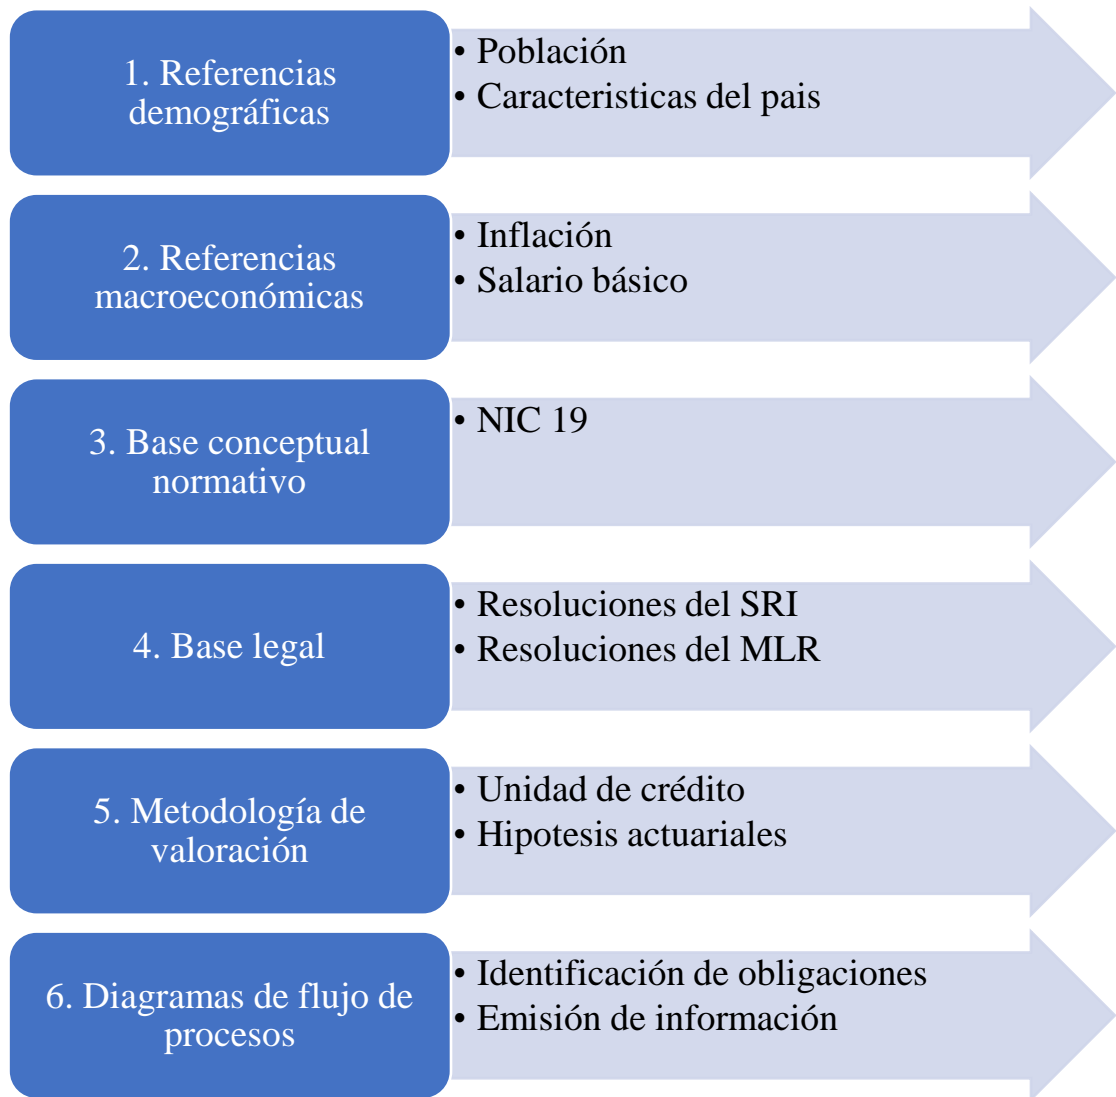 1. Referencias
demográficas
• Población
• Caracteristicas del pais
2. Referencias
macroeconómicas
• Inflación
• Salario básico
3. Base conceptual
normativo
• NIC 19
4. Base legal
• Resoluciones del SRI
• Resoluciones del MLR
5. Metodología de
valoración
• Unidad de crédito
• Hipotesis actuariales
6. Diagramas de flujo de
procesos
• Identificación de obligaciones
• Emisión de información